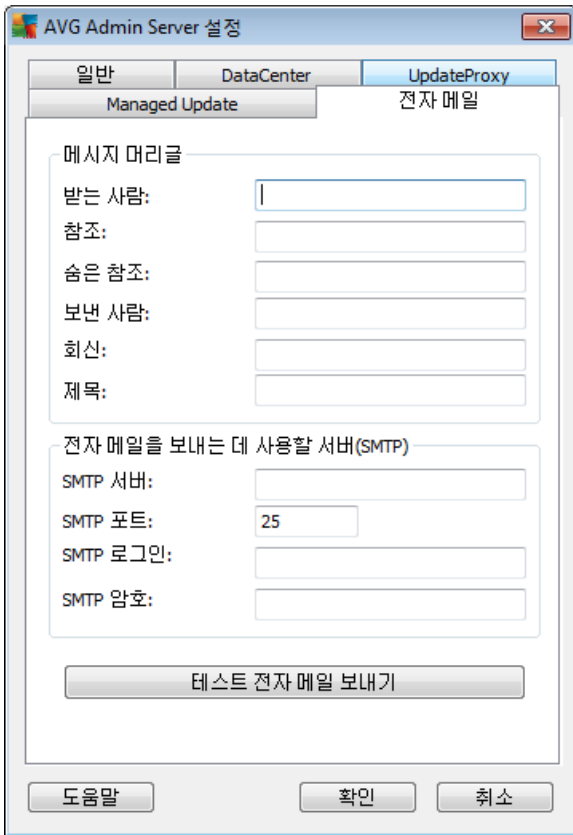 AVG Admin Server 설정
일반 DataCenter UpdateProxy
Managed Update 전자 메일
메시지 머리글
받는 사람:
참조:
숨은 참조:
보낸 사람:
회신:
제목:
전자 메일을 보내는 데 사용할 서버(SMTP)
SMTP 서버:
SMTP 포트: 25
SMTP 로그인:
SMTP 암호:
테스트 전자 메일 보내기
도움말 확인 취소